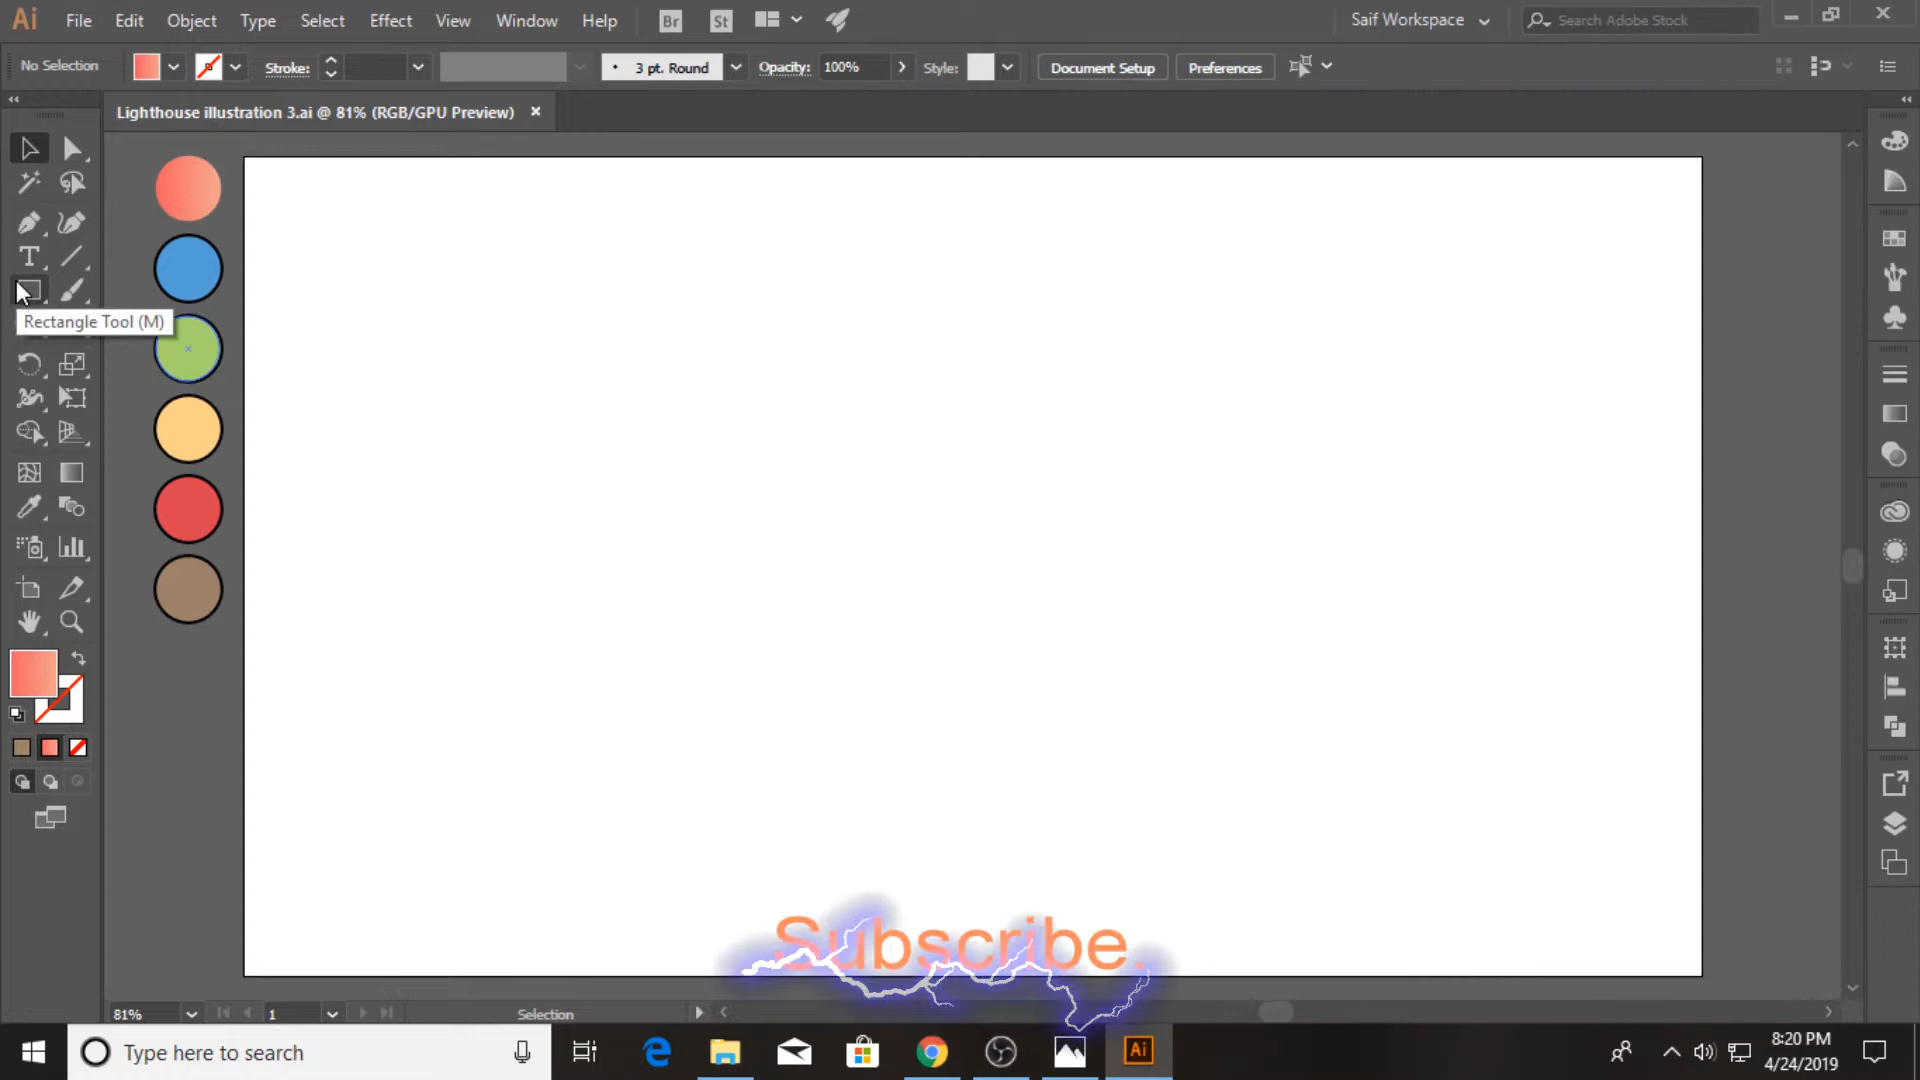 Ai File Edit Object Type Select Effect View Window Help Br St Saif Workspace Search Adobe Stock
No Selection Stroke: 3 pt. Round Opacity: 100% Style: Document Setup Preferences
Lighthouse illustration 3.ai @ 81% (RGB/GPU Preview)
Rectangle Tool (M)
Subscribe.
81% 1 Selection
Type here to search Ai 8:20 PM
4/24/2019